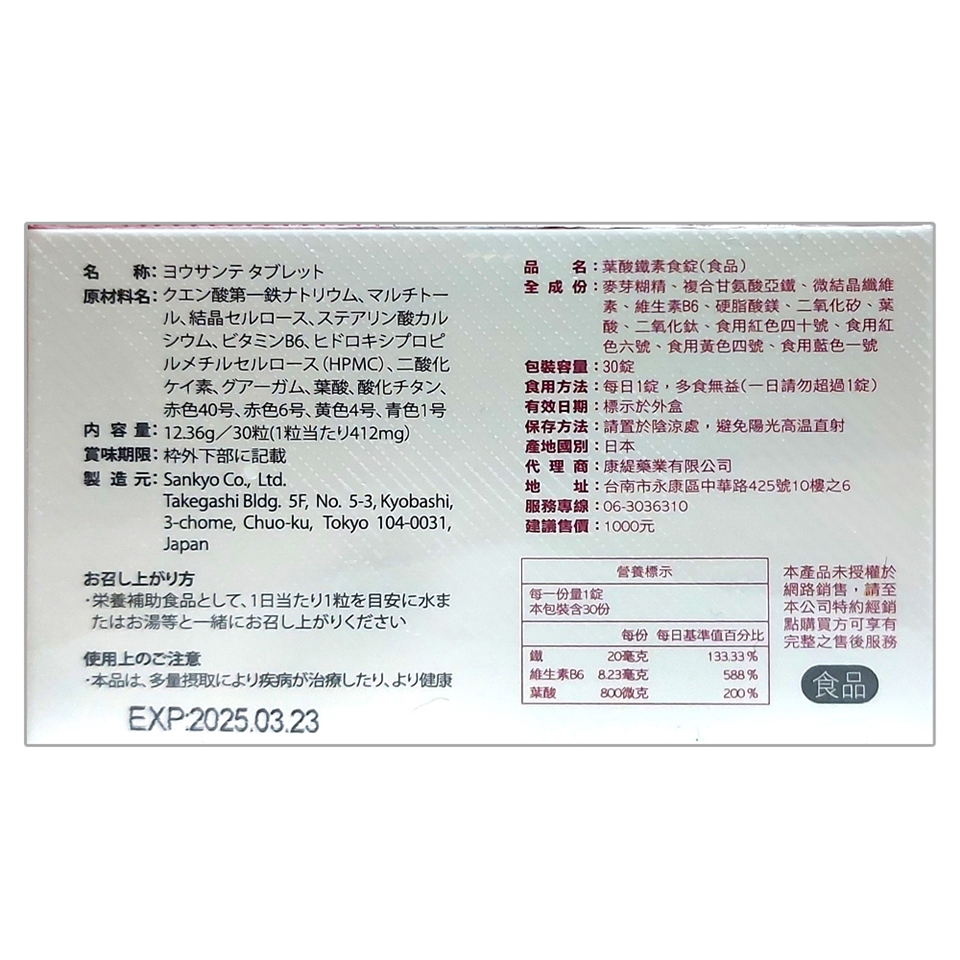 名　　称：ヨウサンテ タブレット
原材料名：クエン酸第一鉄ナトリウム、マルチトー
ル、結晶セルロース、ステアリン酸カル
シウム、ビタミンB6、ヒドロキシプロピ
ルメチルセルロース（HPMC）、二酸化
ケイ素、グアーガム、葉酸、酸化チタン、
赤色40号、赤色6号、黄色4号、青色1号
内 容 量：12.36g／30粒(1粒当たり412mg)
賞味期限：枠外下部に記載
製 造 元：Sankyo Co., Ltd.
Takegashi Bldg. 5F, No. 5-3, Kyobashi,
3-chome, Chuo-ku, Tokyo 104-0031,
Japan
お召し上がり方
・栄養補助食品として、1日当たり1粒を目安に水ま
たはお湯等と一緒にお召し上がりください
使用上のご注意
・本品は、多量摂取により疾病が治療したり、より健康
EXP:2025.03.23
品　　名：葉酸鐵素食錠(食品)
全 成 份：麥芽糊精、複合甘氨酸亞鐵、微結晶纖維
素、維生素B6、硬脂酸鎂、二氧化矽、葉
酸、二氧化鈦、食用紅色四十號、食用紅
色六號、食用黃色四號、食用藍色一號
包裝容量：30錠
食用方法：每日1錠，多食無益(一日請勿超過1錠)
有效日期：標示於外盒
保存方法：請置於陰涼處，避免陽光高溫直射
產地國別：日本
代 理 商：康緹藥業有限公司
地　　址：台南市永康區中華路425號10樓之6
服務專線：06-3036310
建議售價：1000元
營養標示
每一份量1錠
本包裝含30份
每份 每日基準值百分比
鐵 20毫克 133.33%
維生素B6 8.23毫克 588%
葉酸 800微克 200%
本產品未授權於
網路銷售，請至
本公司特約經銷
點購買方可享有
完整之售後服務
食品